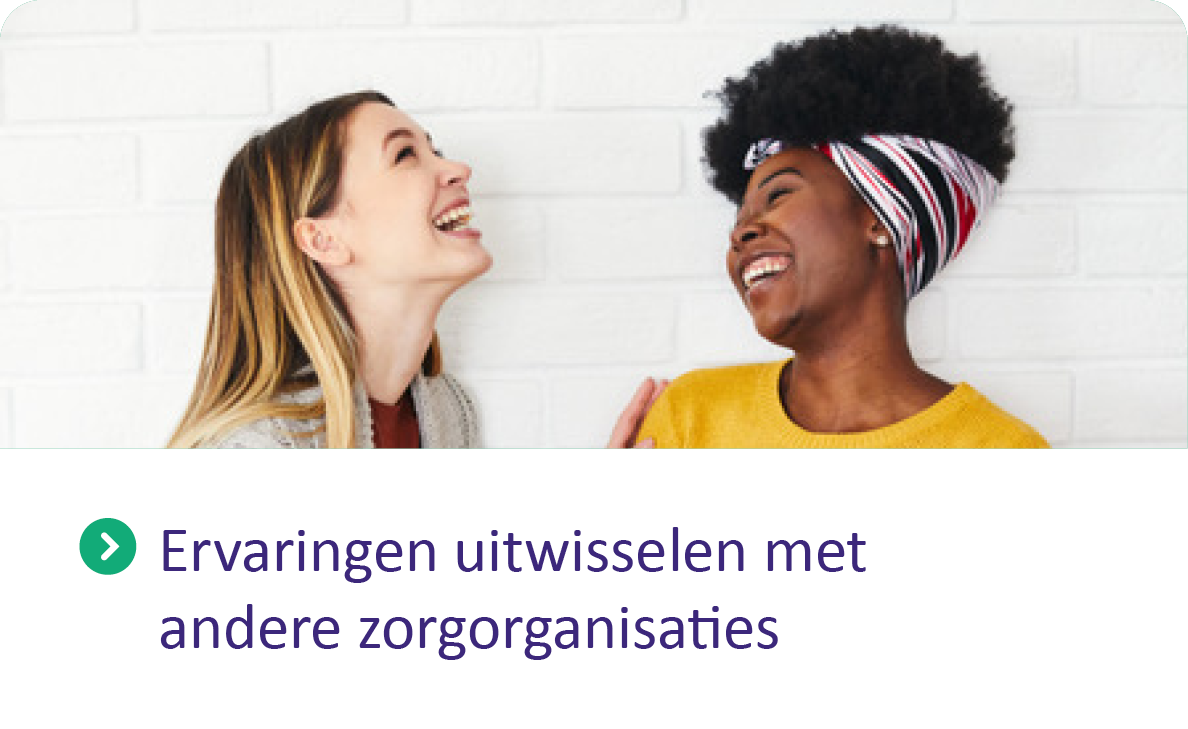 Ervaringen uitwisselen met
andere zorgorganisaties